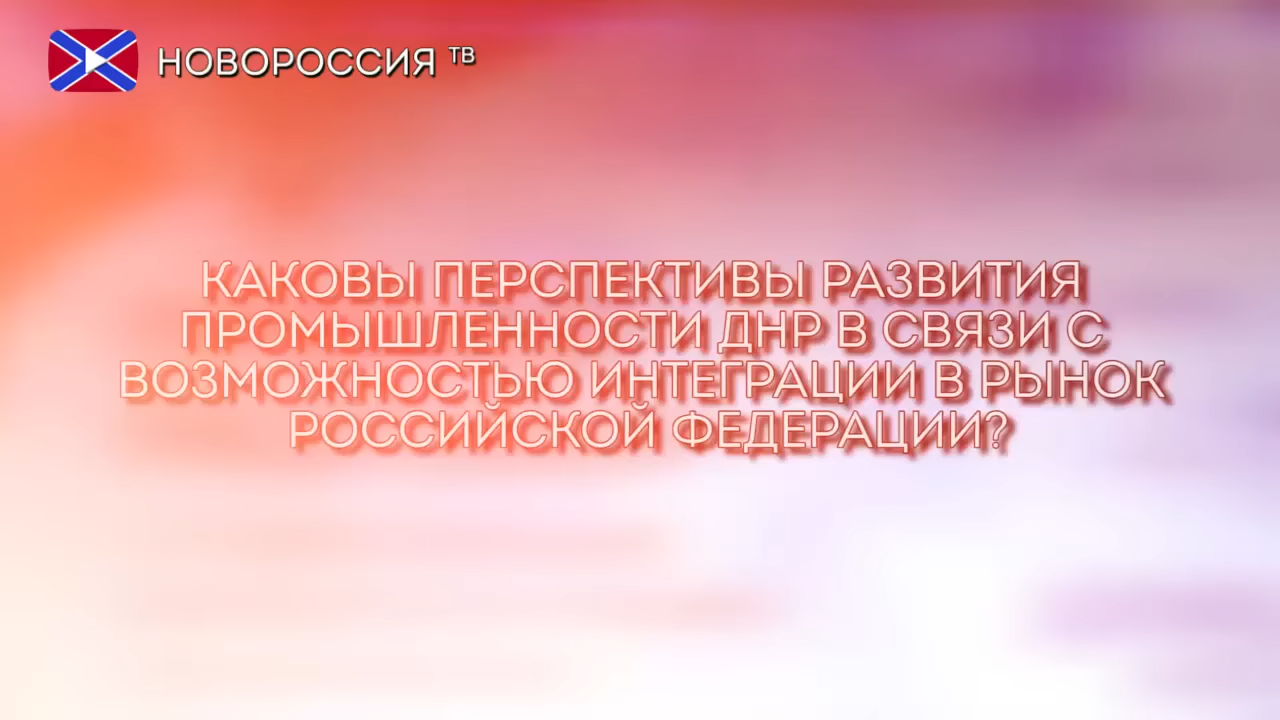 НОВОРОССИЯ ТВ
КАКОВЫ ПЕРСПЕКТИВЫ РАЗВИТИЯ
ПРОМЫШЛЕННОСТИ ДНР В СВЯЗИ С
ВОЗМОЖНОСТЬЮ ИНТЕГРАЦИИ В РЫНОК
РОССИЙСКОЙ ФЕДЕРАЦИИ?